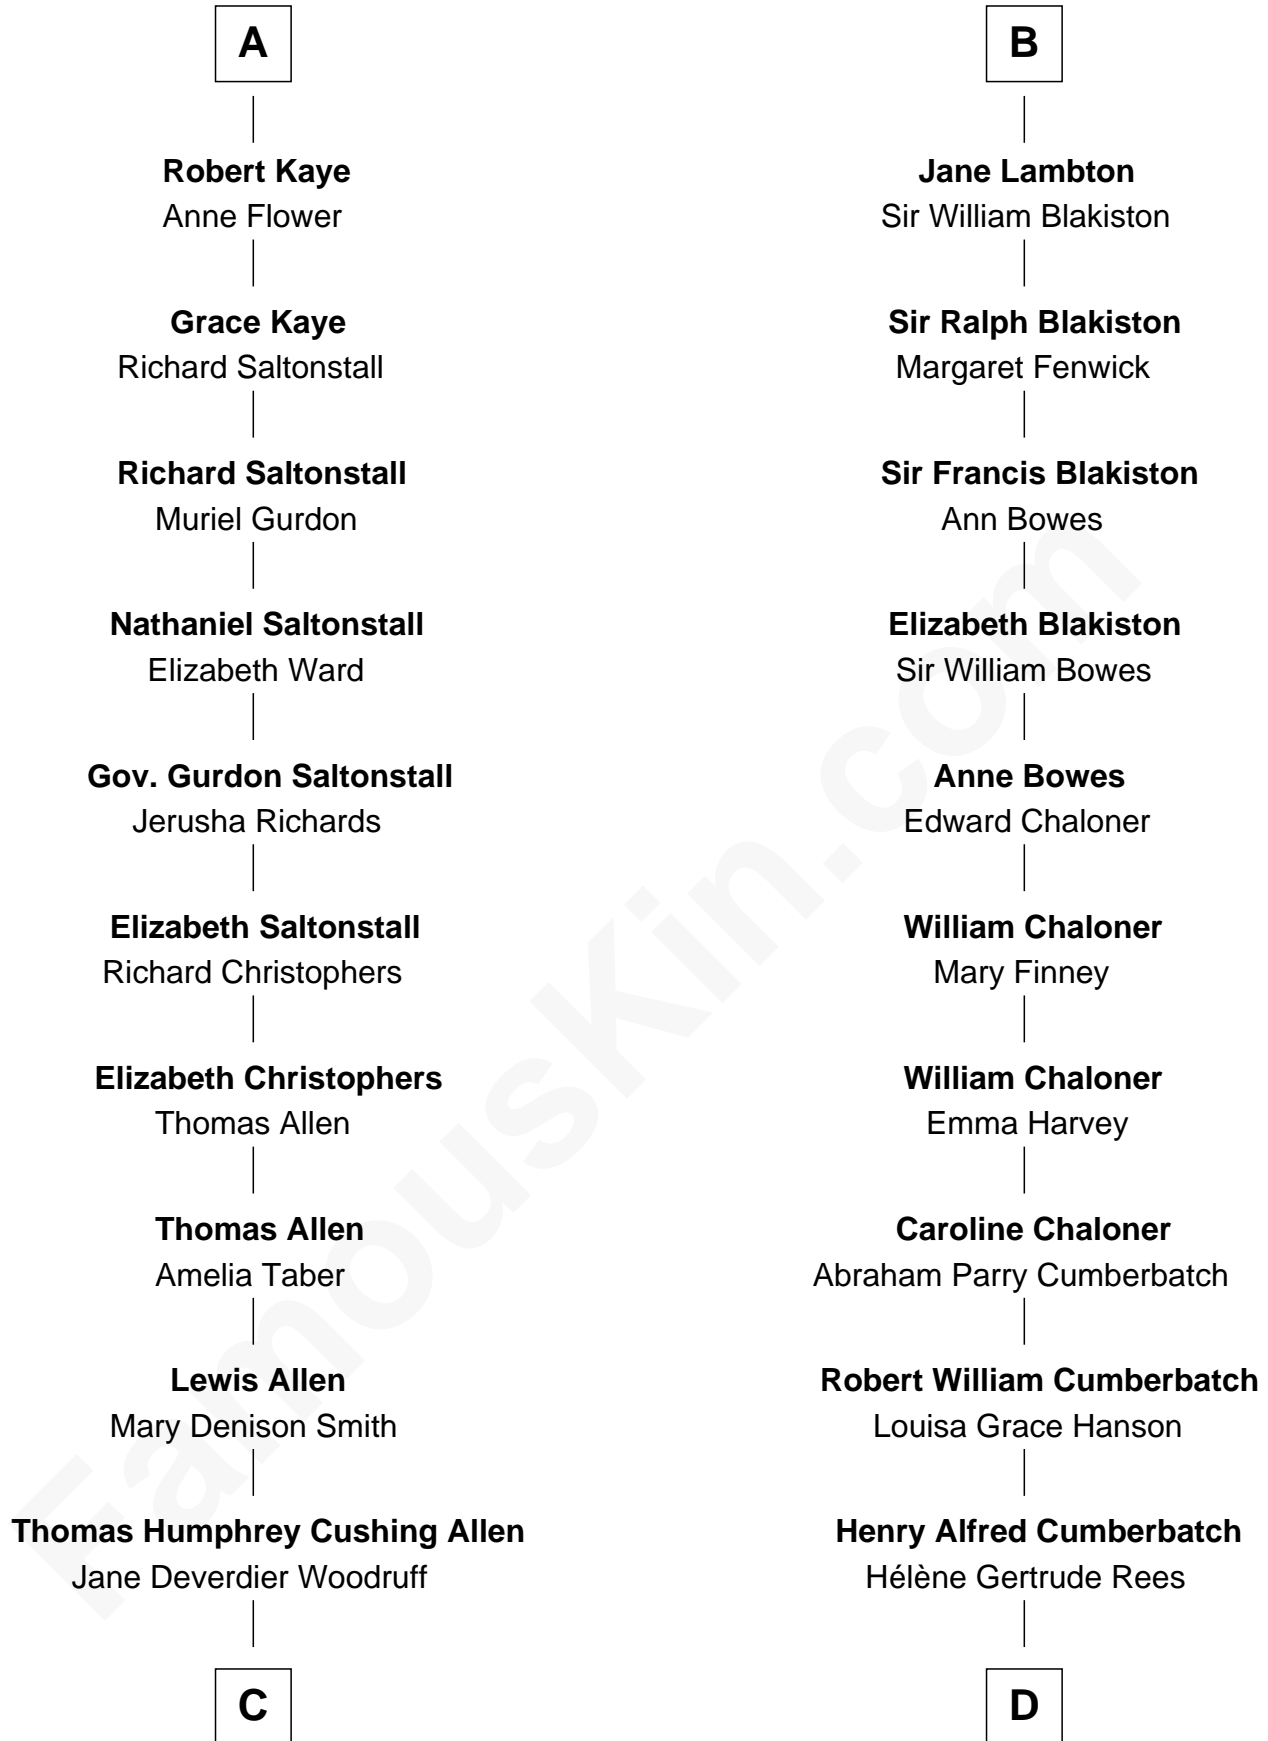 A
Robert Kaye
Anne Flower
Grace Kaye
Richard Saltonstall
Richard Saltonstall
Muriel Gurdon
Nathaniel Saltonstall
Elizabeth Ward
Gov. Gurdon Saltonstall
Jerusha Richards
Elizabeth Saltonstall
Richard Christophers
Elizabeth Christophers
Thomas Allen
Thomas Allen
Amelia Taber
Lewis Allen
Mary Denison Smith
Thomas Humphrey Cushing Allen
Jane Deverdier Woodruff
C
B
Jane Lambton
Sir William Blakiston
Sir Ralph Blakiston
Margaret Fenwick
Sir Francis Blakiston
Ann Bowes
Elizabeth Blakiston
Sir William Bowes
Anne Bowes
Edward Chaloner
William Chaloner
Mary Finney
William Chaloner
Emma Harvey
Caroline Chaloner
Abraham Parry Cumberbatch
Robert William Cumberbatch
Louisa Grace Hanson
Henry Alfred Cumberbatch
Hélène Gertrude Rees
D
FamousKin.com